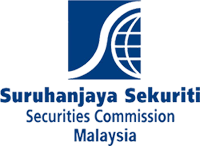 Suruhanjaya Sekuriti
Securities Commission
Malaysia